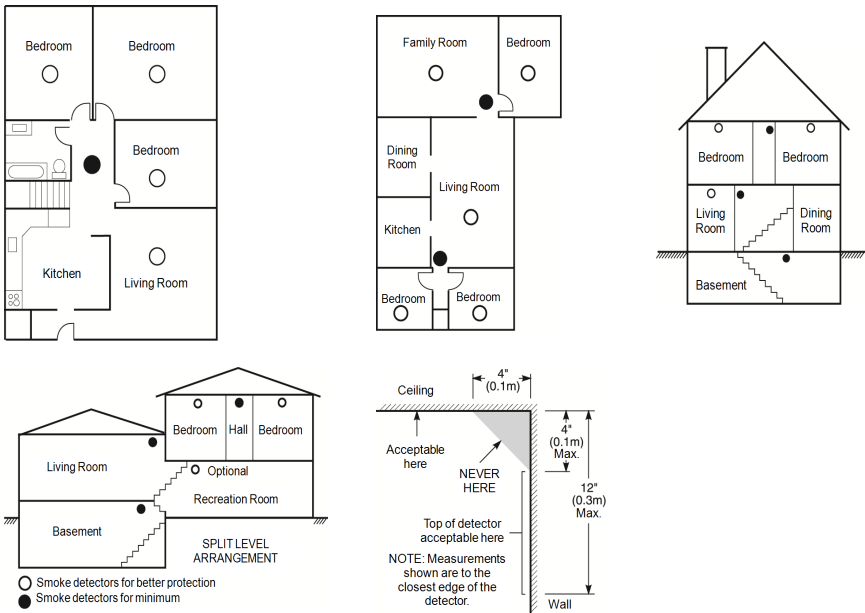 Bedroom
Bedroom
Bedroom
Kitchen
Living Room
Family Room
Bedroom
Dining
Room
Living Room
Kitchen
Bedroom
Bedroom
Bedroom
Bedroom
Living
Room
Dining
Room
Basement
Bedroom
Hall
Bedroom
Living Room
Optional
Recreation Room
Basement
SPLIT LEVEL
ARRANGEMENT
Smoke detectors for better protection
Smoke detectors for minimum
4"
(0.1m)
Ceiling
Acceptable
here
NEVER
HERE
4"
(0.1m)
Max.
12"
(0.3m)
Max.
Top of detector
acceptable here
NOTE: Measurements
shown are to the
closest edge of the
detector.
Wall